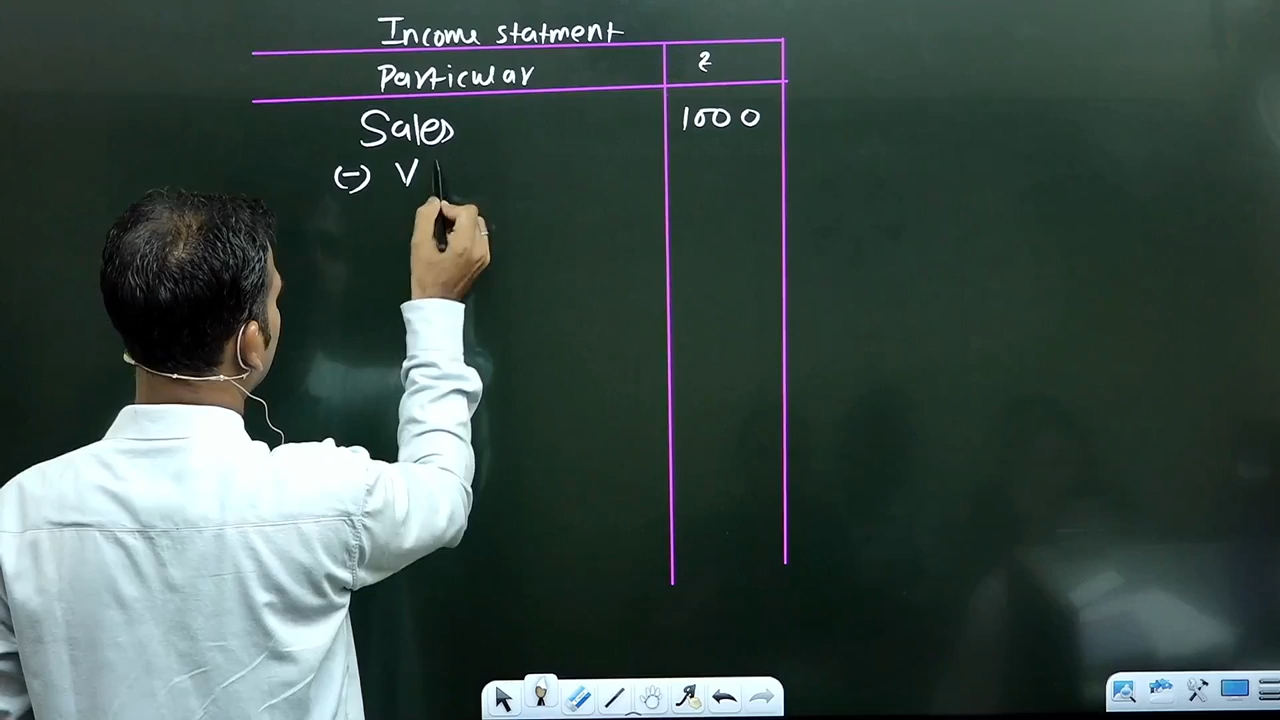 Income statment
Particular ₹
Sales 1000
(-) V